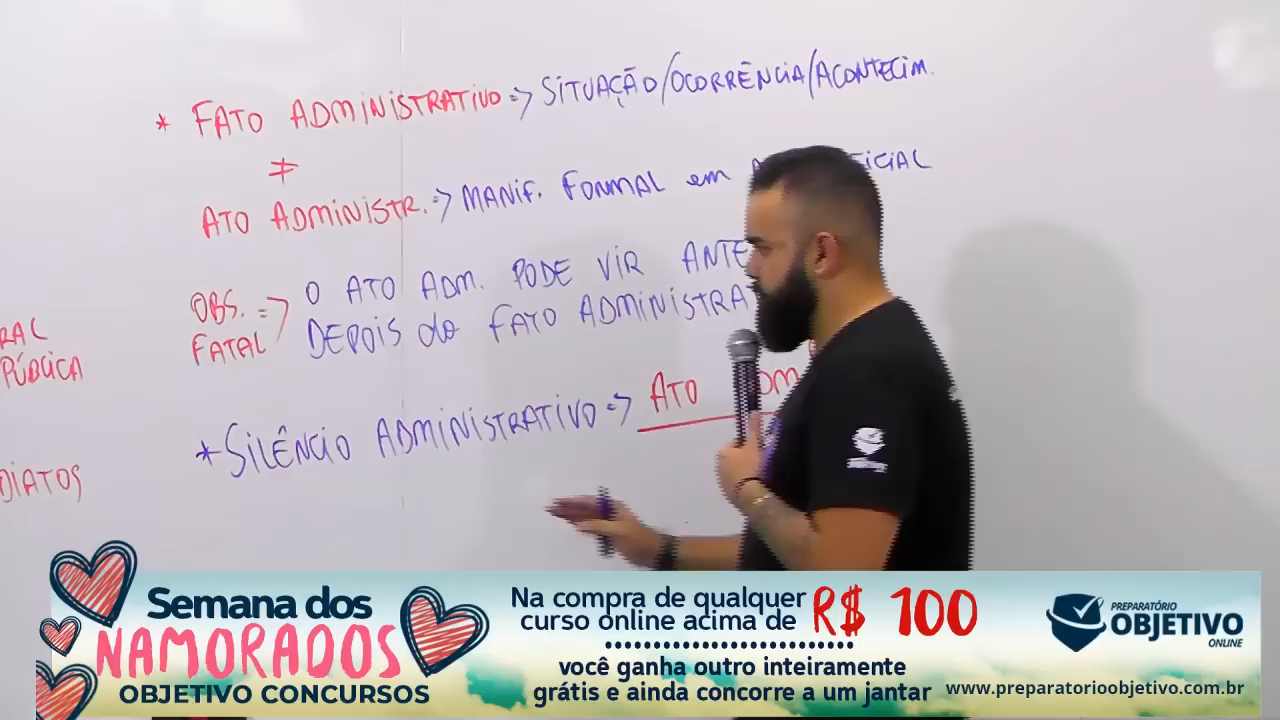 * FATO ADMINISTRATIVO => SITUAÇÃO/OCORRÊNCIA/ACONTECIM.
≠
ATO ADMINISTR. => MANIF. FORMAL em
OBS. => O ATO ADM. PODE VIR ANTE
FATAL DEPOIS do FATO ADMINISTRA
RAL
PÚBLICA
* SILÊNCIO ADMINISTRATIVO => ATO
DIATOS
Semana dos
NAMORADOS
OBJETIVO CONCURSOS
Na compra de qualquer
curso online acima de R$ 100
você ganha outro inteiramente
grátis e ainda concorre a um jantar
PREPARATÓRIO
OBJETIVO
ONLINE
www.preparatorioobjetivo.com.br